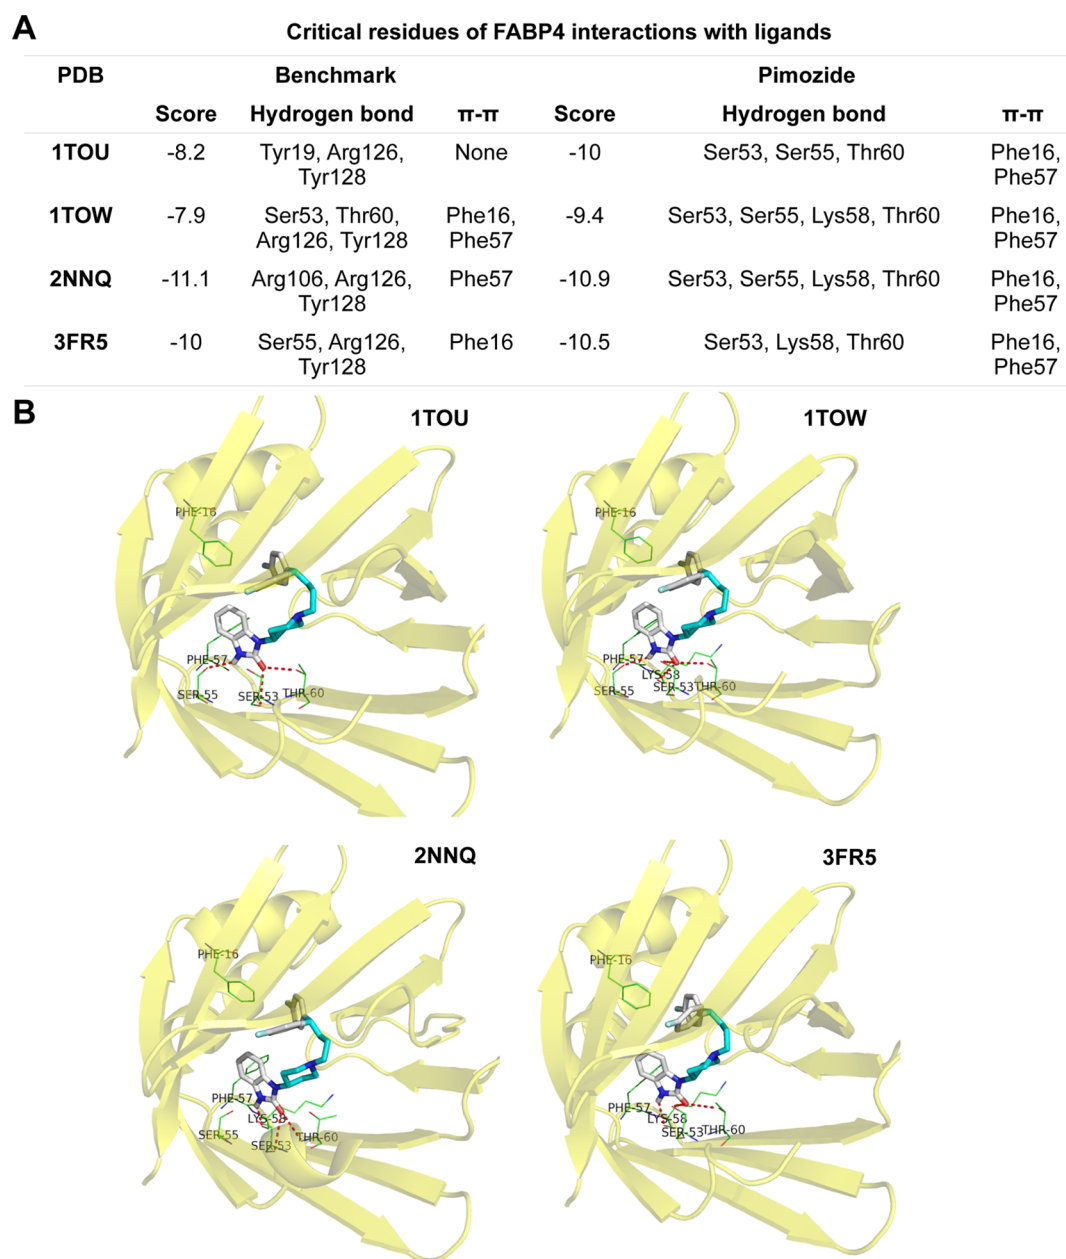 A
Critical residues of FABP4 interactions with ligands
PDB Benchmark Pimozide
Score Hydrogen bond π-π Score Hydrogen bond π-π
1TOU -8.2 Tyr19, Arg126, None -10 Ser53, Ser55, Thr60 Phe16,
Tyr128 Phe57
1TOW -7.9 Ser53, Thr60, Phe16, -9.4 Ser53, Ser55, Lys58, Thr60 Phe16,
Arg126, Tyr128 Phe57 Phe57
2NNQ -11.1 Arg106, Arg126, Phe57 -10.9 Ser53, Ser55, Lys58, Thr60 Phe16,
Tyr128 Phe57
3FR5 -10 Ser55, Arg126, Phe16 -10.5 Ser53, Lys58, Thr60 Phe16,
Tyr128 Phe57
B
1TOU
PHE-16
PHE-57
SER-55
SER-53
THR-60
1TOW
PHE-16
PHE-57
LYS-58
SER-55
SER-53
THR-60
2NNQ
PHE-16
PHE-57
LYS-58
SER-55
SER-53
THR-60
3FR5
PHE-16
PHE-57
LYS-58
SER-53
THR-60